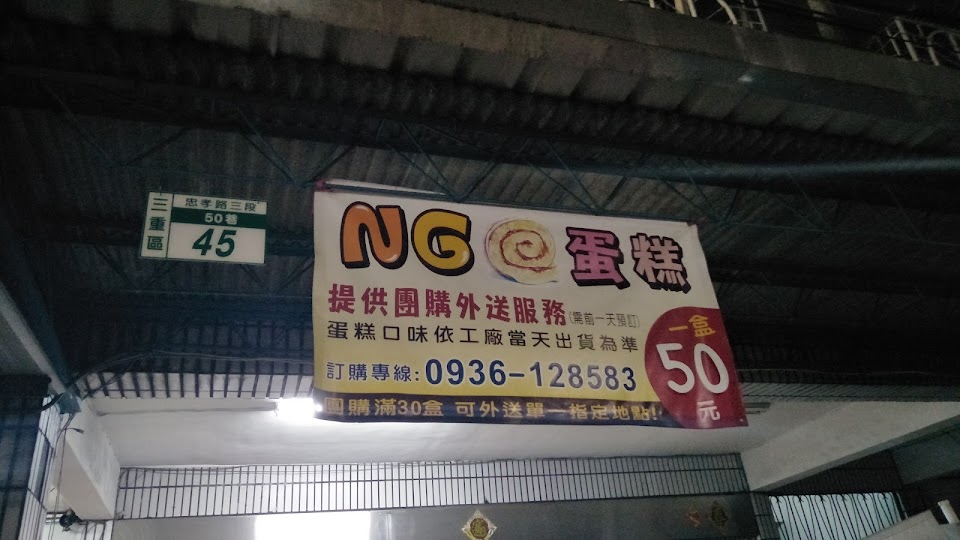 三重區
忠孝路三段
50巷
45
NG 蛋糕
提供團購外送服務(需前一天預訂)
蛋糕口味依工廠當天出貨為準
訂購專線:0936-128583
團購滿30盒 可外送單一指定地點!
一盒
50
元